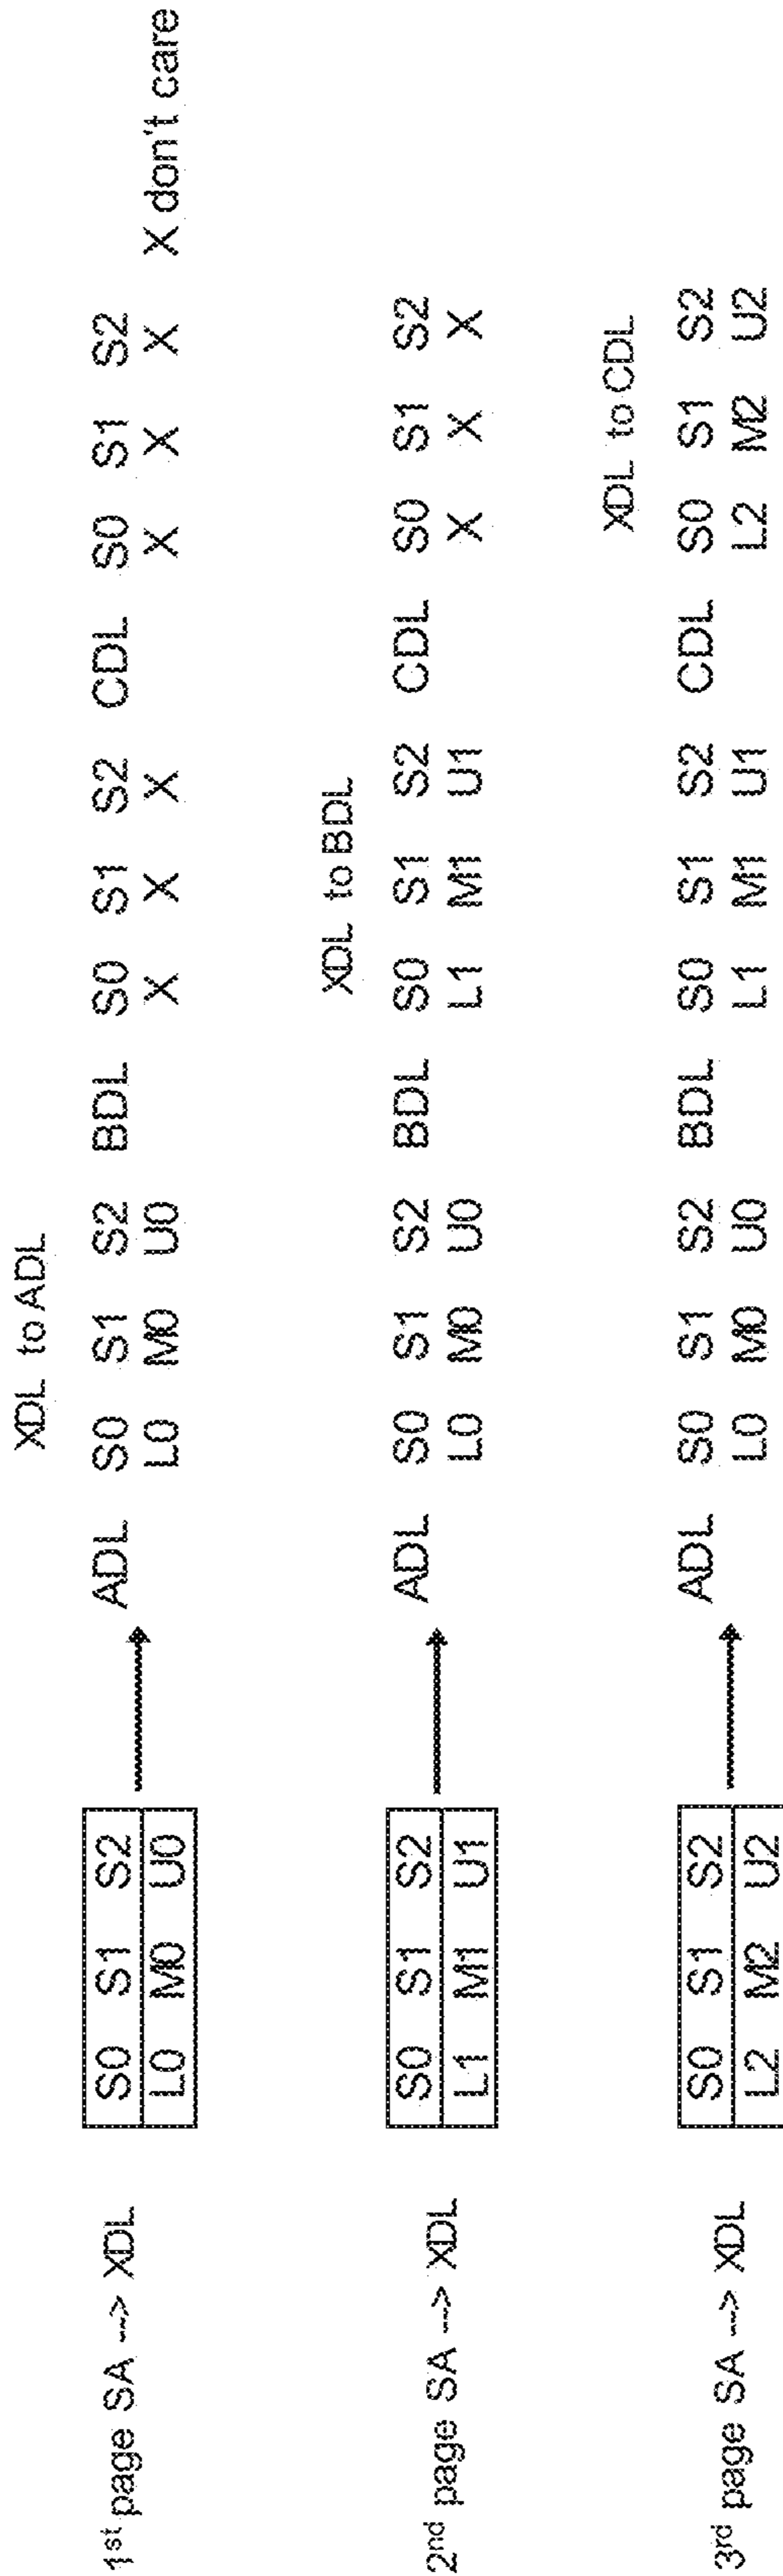 XDL to ADL
S0 S1 S2 ADL S0 S1 S2 BDL S0 S1 S2 CDL S0 S1 S2
1st page SA --> XDL L0 M0 U0 L0 M0 U0 X X X X X X X don't care
XDL to BDL
S0 S1 S2 ADL S0 S1 S2 BDL S0 S1 S2 CDL S0 S1 S2
2nd page SA --> XDL L1 M1 U1 L0 M0 U0 L1 M1 U1 X X X
XDL to CDL
S0 S1 S2 ADL S0 S1 S2 BDL S0 S1 S2 CDL S0 S1 S2
3rd page SA --> XDL L2 M2 U2 L0 M0 U0 L1 M1 U1 L2 M2 U2